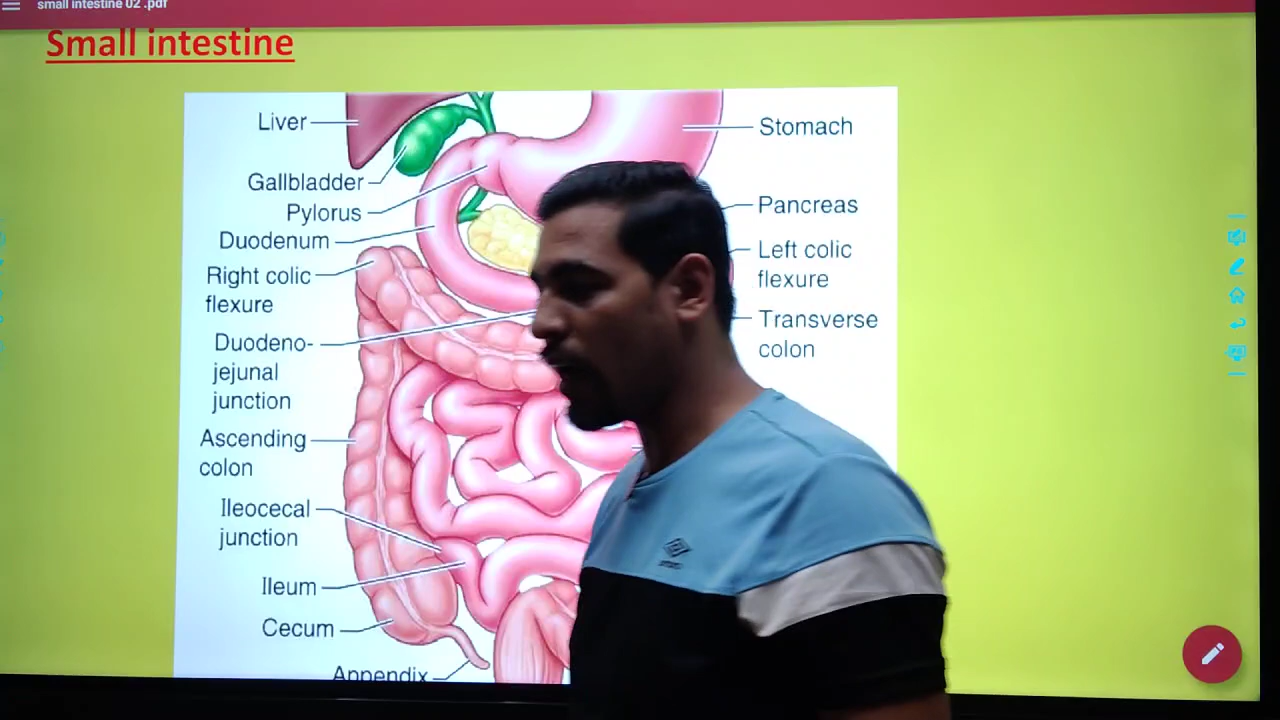 small intestine 02 .pdf
Small intestine
Liver
Gallbladder
Pylorus
Duodenum
Right colic
flexure
Duodeno-
jejunal
junction
Ascending
colon
Ileocecal
junction
Ileum
Cecum
Appendix
Stomach
Pancreas
Left colic
flexure
Transverse
colon